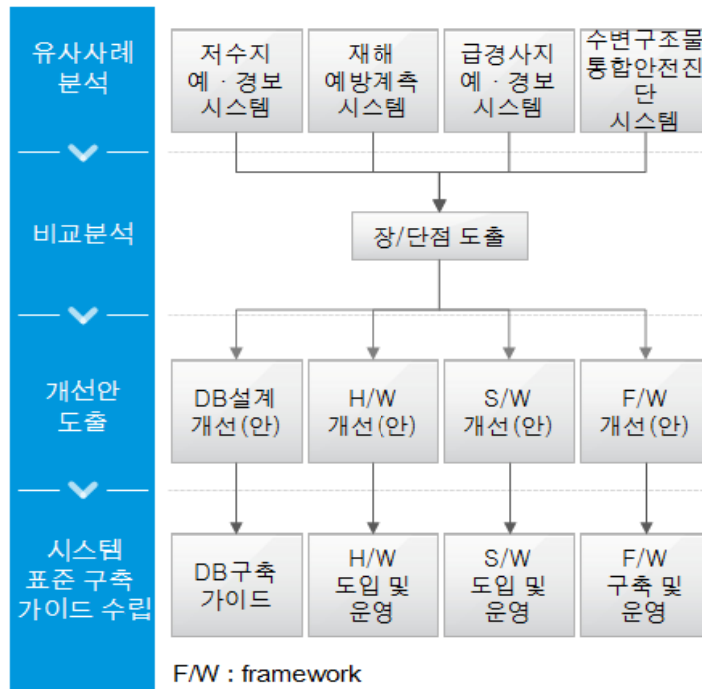 유사사례
분석
저수지
예 · 경보
시스템
재해
예방계측
시스템
급경사지
예 · 경보
시스템
수변구조물
통합안전진
단
시스템
비교분석
장/단점 도출
개선안
도출
DB설계
개선(안)
H/W
개선(안)
S/W
개선(안)
F/W
개선(안)
시스템
표준 구축
가이드 수립
DB구축
가이드
H/W
도입 및
운영
S/W
도입 및
운영
F/W
구축 및
운영
F/W : framework